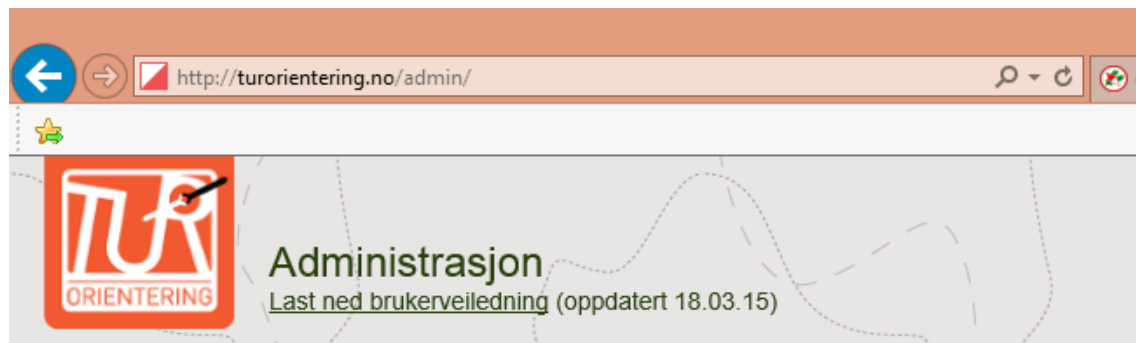 http://turorientering.no/admin/
TUR
ORIENTERING
Administrasjon
Last ned brukerveiledning (oppdatert 18.03.15)